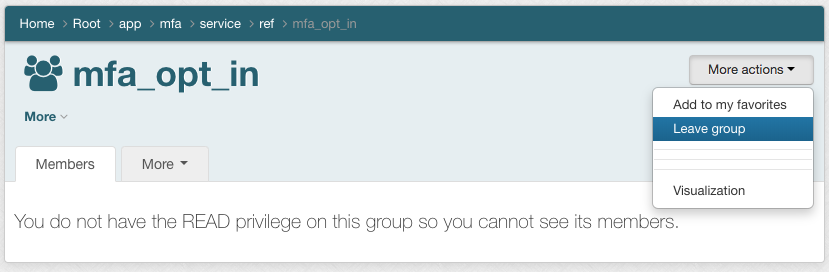 Home > Root > app > mfa > service > ref > mfa_opt_in
mfa_opt_in
More actions
More
Add to my favorites
Leave group
Visualization
Members
More
You do not have the READ privilege on this group so you cannot see its members.